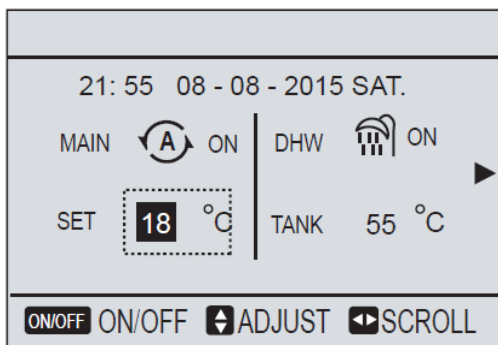 21: 55 08 - 08 - 2015 SAT.
MAIN A ON DHW ON
SET 18 °C TANK 55 °C
ON/OFF ON/OFF ADJUST SCROLL